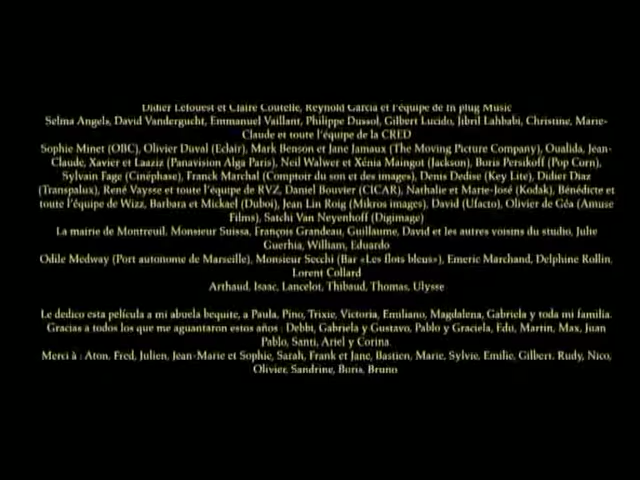 Didier Lefouest et Claire Coutelle, Reynold Garcia et l'équipe de In plug Music
Selma Angels, David Vandergucht, Emmanuel Vaillant, Philippe Dussol, Gilbert Lucido, Jibril Lahbabi, Christine, Marie-
Claude et toute l'équipe de la CRED
Sophie Minet (OBC), Olivier Duval (Eclair), Mark Benson et Jane Jamaux (The Moving Picture Company), Oualida, Jean-
Claude, Xavier et Laaziz (Panavision Alga Paris), Neil Walwer et Xénia Maingot (Jackson), Boris Persikoff (Pop Corn),
Sylvain Fage (Cinéphase), Franck Marchal (Comptoir du son et des images), Denis Dedise (Key Lite), Didier Diaz
(Transpalux), René Vaysse et toute l'équipe de RVZ, Daniel Bouvier (CICAR), Nathalie et Marie-José (Kodak), Bénédicte et
toute l'équipe de Wizz, Barbara et Mickael (Duboi), Jean Lin Roig (Mikros images), David (Ufacto), Olivier de Géa (Amuse
Films), Satchi Van Neyenhoff (Digimage)
La mairie de Montreuil, Monsieur Suissa, François Grandeau, Guillaume, David et les autres voisins du studio, Julie
Guerhia, William, Eduardo
Odile Medway (Port autonome de Marseille), Monsieur Secchi (Bar «Les flots bleus»), Emeric Marchand, Delphine Rollin,
Lorent Collard
Arthaud, Isaac, Lancelot, Thibaud, Thomas, Ulysse
Le dedico esta película a mi abuela bequite, a Paula, Pino, Trixie, Victoria, Emiliano, Magdalena, Gabriela y toda mi familia.
Gracias a todos los que me aguantaron estos años : Debbi, Gabriela y Gustavo, Pablo y Graciela, Edu, Martin, Max, Juan
Pablo, Santi, Ariel y Corina.
Merci à : Aton, Fred, Julien, Jean-Marie et Sophie, Sarah, Frank et Jane, Bastien, Marie, Sylvie, Emilie, Gilbert, Rudy, Nico,
Olivier, Sandrine, Boris, Bruno